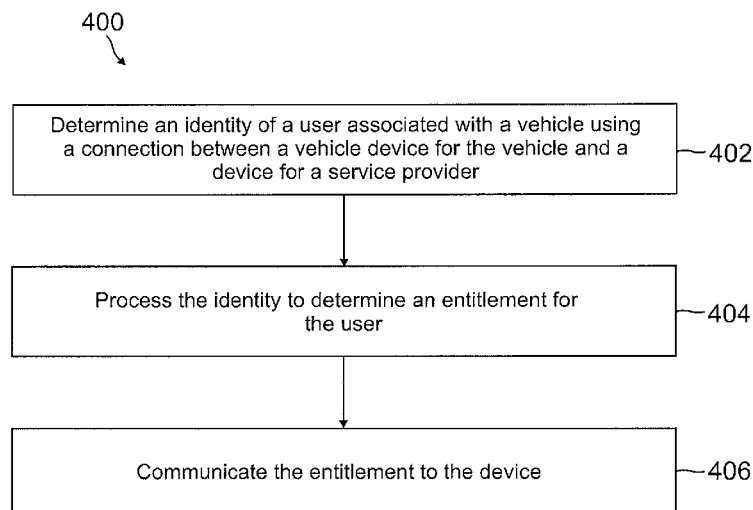 400
Determine an identity of a user associated with a vehicle using
a connection between a vehicle device for the vehicle and a
device for a service provider
402
Process the identity to determine an entitlement for
the user
404
Communicate the entitlement to the device
406